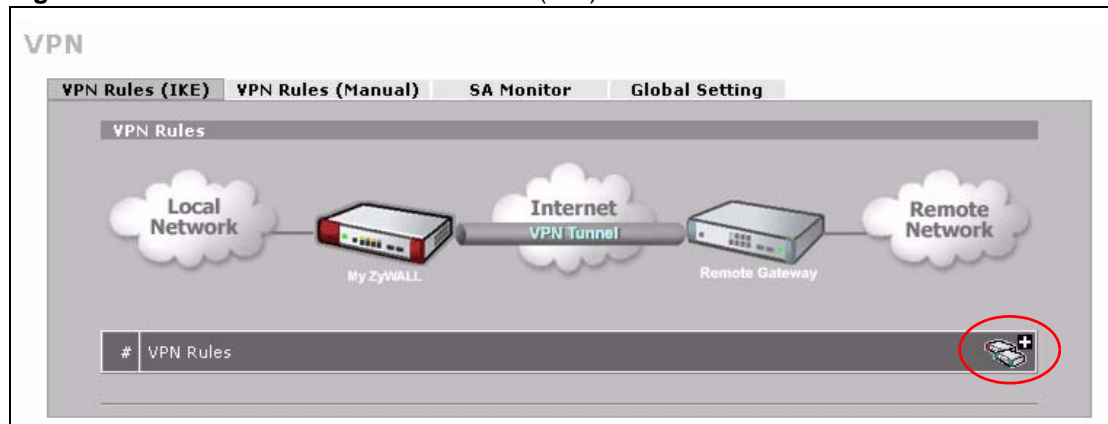 VPN
VPN Rules (IKE) VPN Rules (Manual) SA Monitor Global Setting
VPN Rules
Local Network
My ZyWALL
Internet
VPN Tunnel
Remote Gateway
Remote Network
# VPN Rules